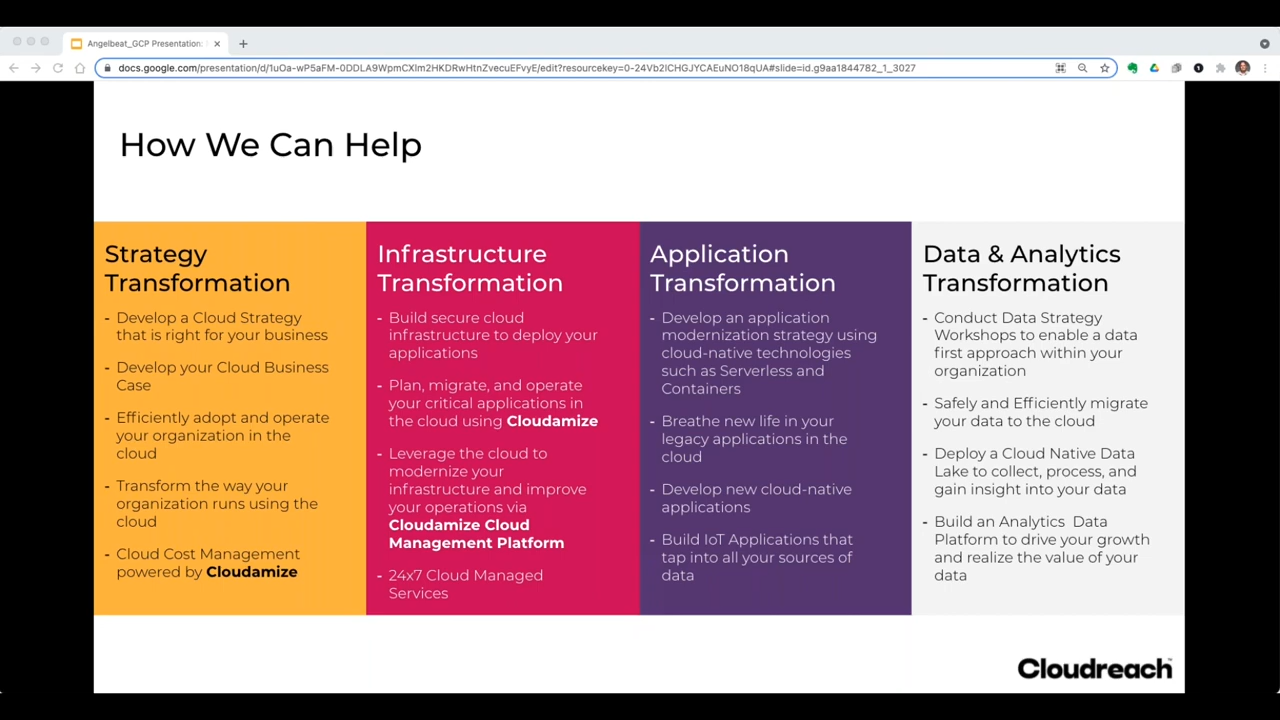 Angelbeat_GCP Presentation:
docs.google.com/presentation/d/1uOa-wP5aFM-0DDLA9WpmCXlm2HKDRwHtnZvecuEFvyE/edit?resourcekey=0-24Vb2ICHGJYCAEuNO18qUA#slide=id.g9aa1844782_1_3027
How We Can Help
Strategy
Transformation
- Develop a Cloud Strategy
that is right for your business
- Develop your Cloud Business
Case
- Efficiently adopt and operate
your organization in the
cloud
- Transform the way your
organization runs using the
cloud
- Cloud Cost Management
powered by Cloudamize
Infrastructure
Transformation
- Build secure cloud
infrastructure to deploy your
applications
- Plan, migrate, and operate
your critical applications in
the cloud using Cloudamize
- Leverage the cloud to
modernize your
infrastructure and improve
your operations via
Cloudamize Cloud
Management Platform
- 24x7 Cloud Managed
Services
Application
Transformation
- Develop an application
modernization strategy using
cloud-native technologies
such as Serverless and
Containers
- Breathe new life in your
legacy applications in the
cloud
- Develop new cloud-native
applications
- Build IoT Applications that
tap into all your sources of
data
Data & Analytics
Transformation
- Conduct Data Strategy
Workshops to enable a data
first approach within your
organization
- Safely and Efficiently migrate
your data to the cloud
- Deploy a Cloud Native Data
Lake to collect, process, and
gain insight into your data
- Build an Analytics Data
Platform to drive your growth
and realize the value of your
data
Cloudreach